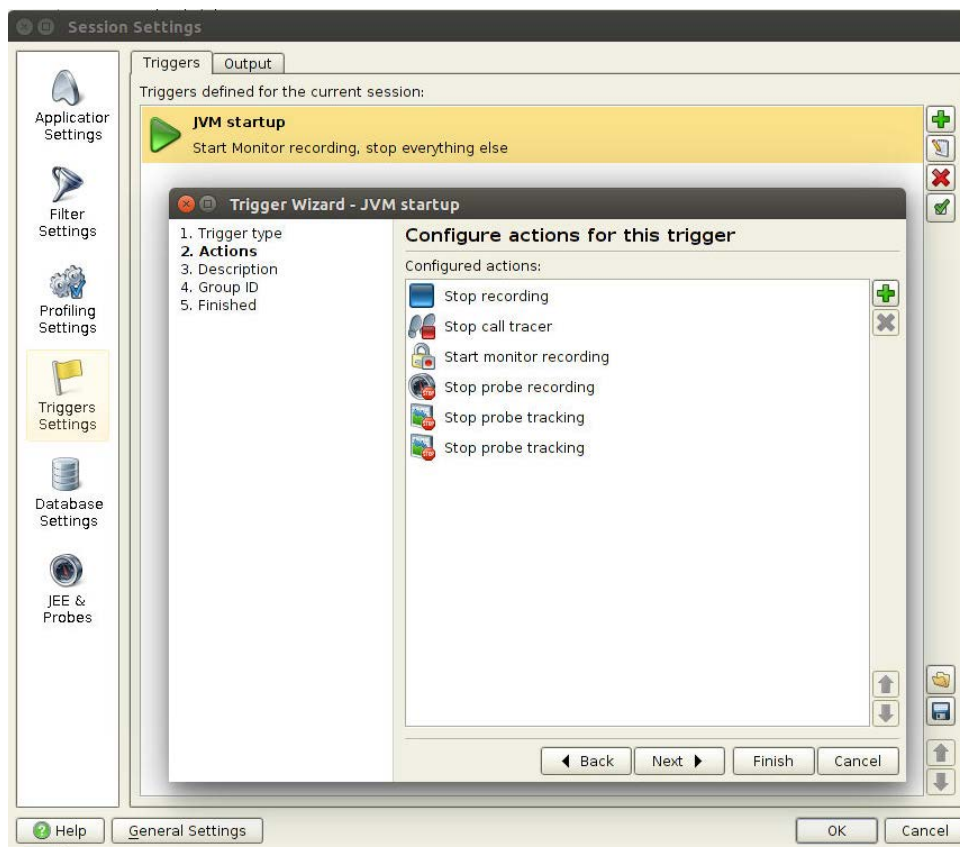 Session Settings
Triggers
Output
Triggers defined for the current session:
JVM startup
Start Monitor recording, stop everything else
Application
Settings
Filter
Settings
Profiling
Settings
Triggers
Settings
Database
Settings
JEE &
Probes
Trigger Wizard - JVM startup
1. Trigger type
2. Actions
3. Description
4. Group ID
5. Finished
Configure actions for this trigger
Configured actions:
Stop recording
Stop call tracer
Start monitor recording
Stop probe recording
Stop probe tracking
Stop probe tracking
Back
Next
Finish
Cancel
Help
General Settings
OK
Cancel